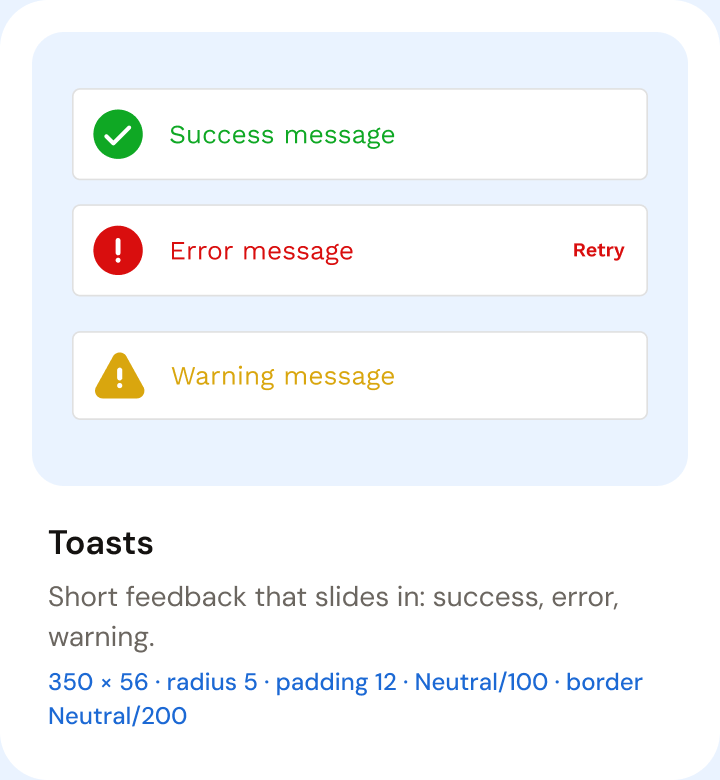 Success message
Error message
Retry
Warning message
Toasts
Short feedback that slides in: success, error,
warning.
350 × 56 · radius 5 · padding 12 · Neutral/100 · border
Neutral/200